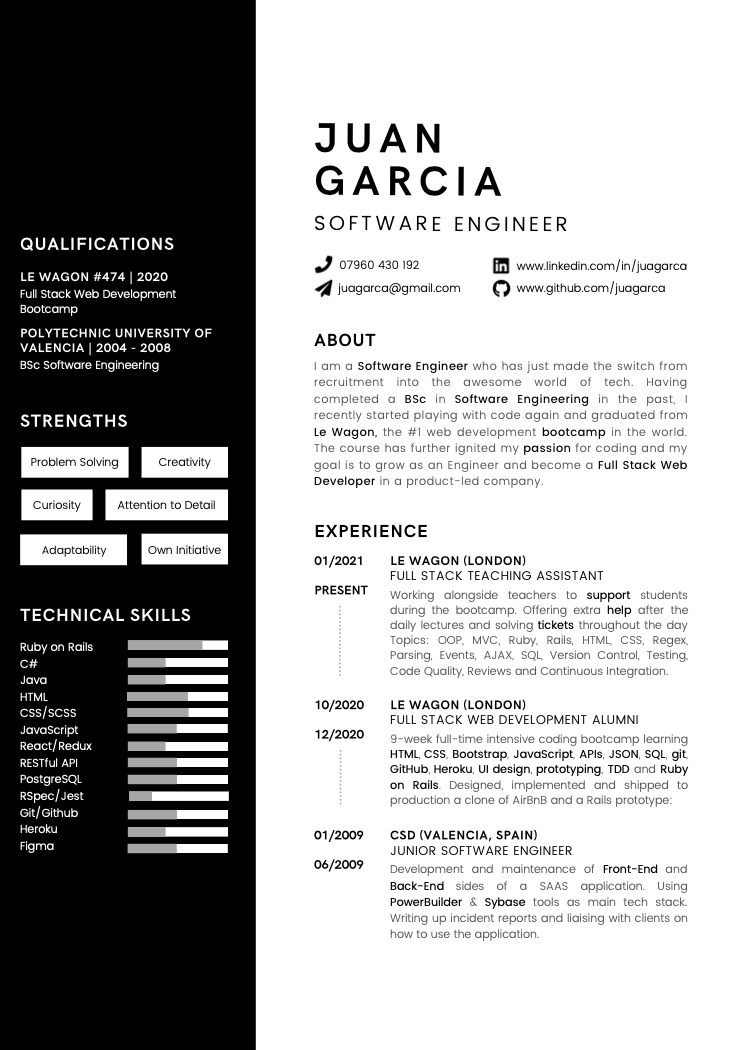 JUAN
GARCIA
SOFTWARE ENGINEER
07960 430 192
www.linkedin.com/in/juagarca
juagarca@gmail.com
www.github.com/juagarca
QUALIFICATIONS
LE WAGON #474 | 2020
Full Stack Web Development
Bootcamp
POLYTECHNIC UNIVERSITY OF
VALENCIA | 2004 - 2008
BSc Software Engineering
STRENGTHS
Problem Solving
Creativity
Curiosity
Attention to Detail
Adaptability
Own Initiative
TECHNICAL SKILLS
Ruby on Rails
C#
Java
HTML
CSS/SCSS
JavaScript
React/Redux
RESTful API
PostgreSQL
RSpec/Jest
Git/Github
Heroku
Figma
ABOUT
I am a Software Engineer who has just made the switch from
recruitment into the awesome world of tech. Having
completed a BSc in Software Engineering in the past, I
recently started playing with code again and graduated from
Le Wagon, the #1 web development bootcamp in the world.
The course has further ignited my passion for coding and my
goal is to grow as an Engineer and become a Full Stack Web
Developer in a product-led company.
EXPERIENCE
01/2021
PRESENT
LE WAGON (LONDON)
FULL STACK TEACHING ASSISTANT
Working alongside teachers to support students
during the bootcamp. Offering extra help after the
daily lectures and solving tickets throughout the day
Topics: OOP, MVC, Ruby, Rails, HTML, CSS, Regex,
Parsing, Events, AJAX, SQL, Version Control, Testing,
Code Quality, Reviews and Continuous Integration.
10/2020
12/2020
LE WAGON (LONDON)
FULL STACK WEB DEVELOPMENT ALUMNI
9-week full-time intensive coding bootcamp learning
HTML, CSS, Bootstrap, JavaScript, APIs, JSON, SQL, git,
GitHub, Heroku, UI design, prototyping, TDD and Ruby
on Rails. Designed, implemented and shipped to
production a clone of AirBnB and a Rails prototype:
01/2009
06/2009
CSD (VALENCIA, SPAIN)
JUNIOR SOFTWARE ENGINEER
Development and maintenance of Front-End and
Back-End sides of a SAAS application. Using
PowerBuilder & Sybase tools as main tech stack.
Writing up incident reports and liaising with clients on
how to use the application.